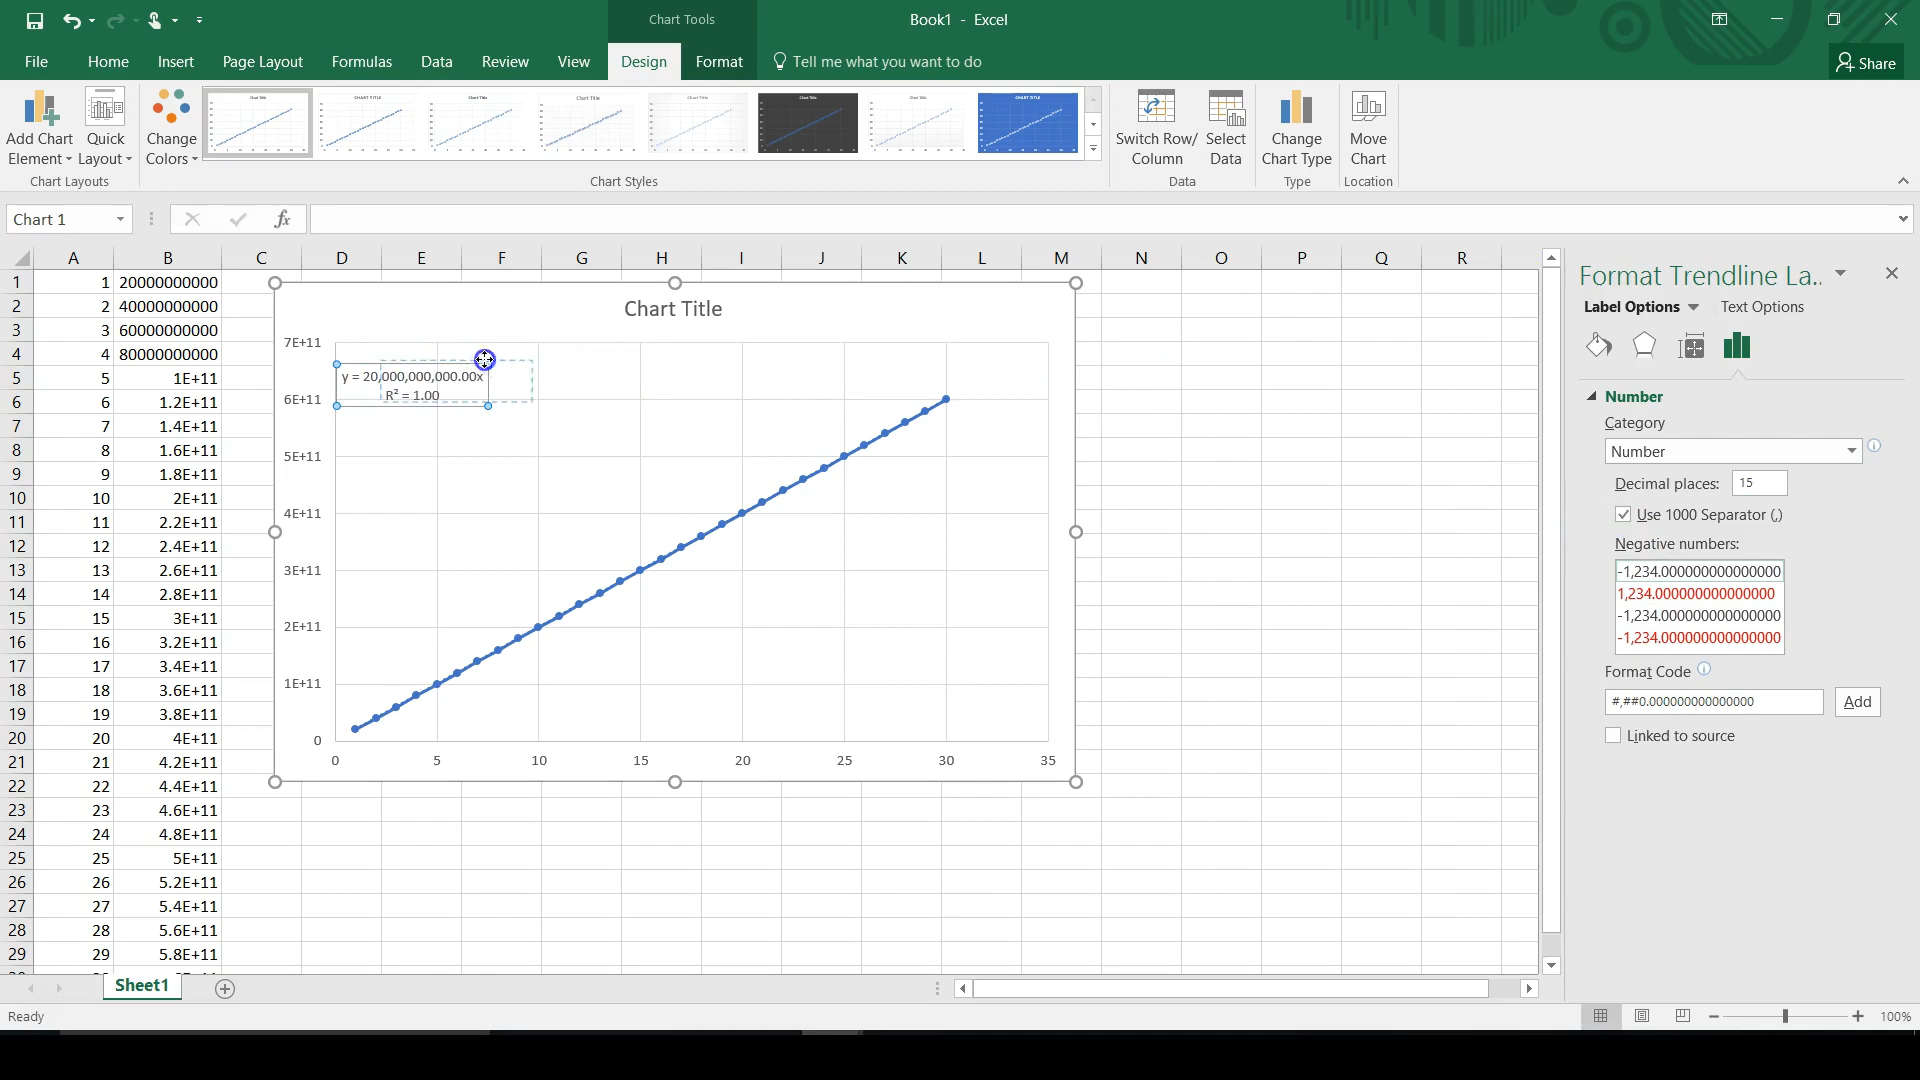 Chart Tools
Book1 - Excel
File Home Insert Page Layout Formulas Data Review View Design Format Tell me what you want to do Share
Add Chart Element
Quick Layout
Change Colors
Switch Row/ Column
Select Data
Change Chart Type
Move Chart
Chart Layouts Chart Styles Data Type Location
Chart 1 fx
Format Trendline La..
Label Options Text Options
A B C D E F G H I J K L M N O P Q R
1 1 20000000000
2 2 40000000000
3 3 60000000000
4 4 80000000000
5 5 1E+11
6 6 1.2E+11
7 7 1.4E+11
8 8 1.6E+11
9 9 1.8E+11
10 10 2E+11
11 11 2.2E+11
12 12 2.4E+11
13 13 2.6E+11
14 14 2.8E+11
15 15 3E+11
16 16 3.2E+11
17 17 3.4E+11
18 18 3.6E+11
19 19 3.8E+11
20 20 4E+11
21 21 4.2E+11
22 22 4.4E+11
23 23 4.6E+11
24 24 4.8E+11
25 25 5E+11
26 26 5.2E+11
27 27 5.4E+11
28 28 5.6E+11
29 29 5.8E+11
Chart Title
7E+11
6E+11
5E+11
4E+11
3E+11
2E+11
1E+11
0
0 5 10 15 20 25 30 35
y = 20,000,000,000.00x
R² = 1.00
Number
Category
Number
Decimal places: 15
Use 1000 Separator (,)
Negative numbers:
-1,234.000000000000000
1,234.000000000000000
-1,234.000000000000000
-1,234.000000000000000
Format Code
#,##0.000000000000000
Add
Linked to source
Sheet1
Ready
100%